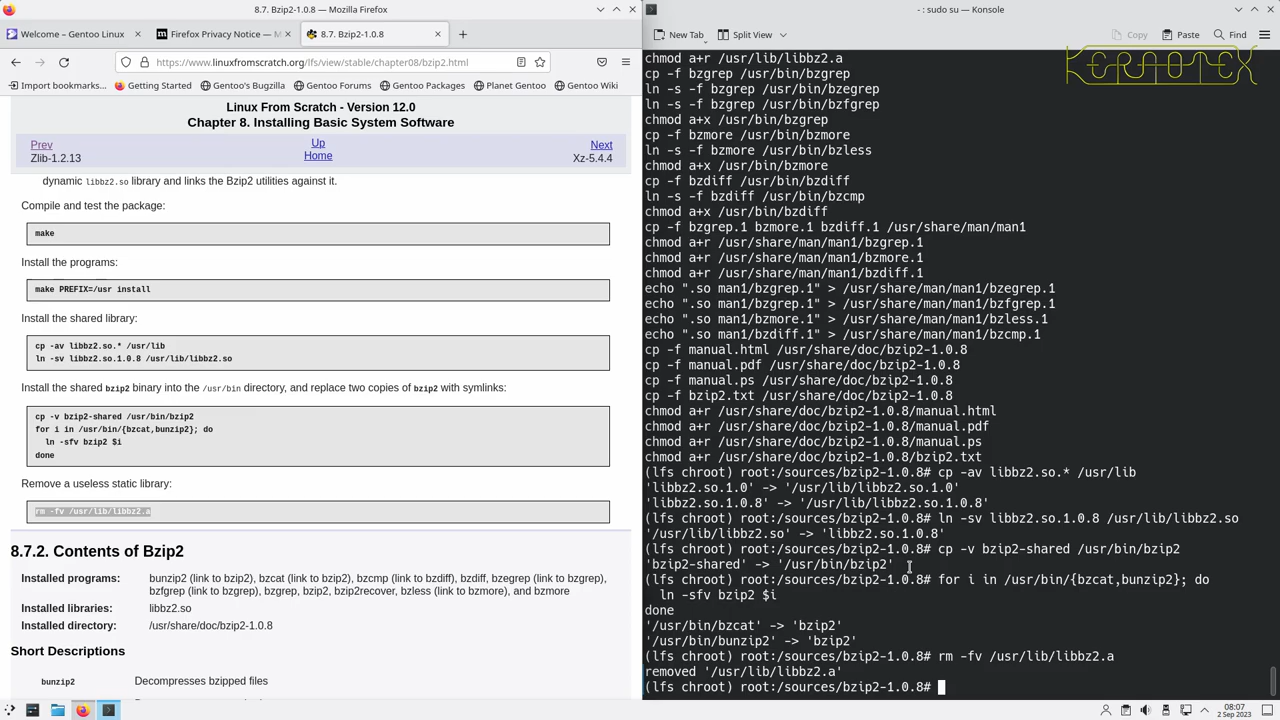 8.7. Bzip2-1.0.8 — Mozilla Firefox
Welcome – Gentoo Linux
Firefox Privacy Notice — M
8.7. Bzip2-1.0.8
https://www.linuxfromscratch.org/lfs/view/stable/chapter08/bzip2.html
Import bookmarks...
Getting Started
Gentoo's Bugzilla
Gentoo Forums
Gentoo Packages
Planet Gentoo
Gentoo Wiki
Linux From Scratch - Version 12.0
Chapter 8. Installing Basic System Software
Prev
Up
Next
Zlib-1.2.13
Home
Xz-5.4.4
dynamic libbz2.so library and links the Bzip2 utilities against it.
Compile and test the package:
make
Install the programs:
make PREFIX=/usr install
Install the shared library:
cp -av libbz2.so.* /usr/lib
ln -sv libbz2.so.1.0.8 /usr/lib/libbz2.so
Install the shared bzip2 binary into the /usr/bin directory, and replace two copies of bzip2 with symlinks:
cp -v bzip2-shared /usr/bin/bzip2
for i in /usr/bin/{bzcat,bunzip2}; do
ln -sfv bzip2 $i
done
Remove a useless static library:
rm -fv /usr/lib/libbz2.a
8.7.2. Contents of Bzip2
Installed programs: bunzip2 (link to bzip2), bzcat (link to bzip2), bzcmp (link to bzdiff), bzdiff, bzegrep (link to bzgrep),
bzfgrep (link to bzgrep), bzgrep, bzip2, bzip2recover, bzless (link to bzmore), and bzmore
Installed libraries: libbz2.so
Installed directory: /usr/share/doc/bzip2-1.0.8
Short Descriptions
bunzip2 Decompresses bzipped files
- : sudo su — Konsole
New Tab
Split View
Copy
Paste
Find
KERNOTEX
chmod a+r /usr/lib/libbz2.a
cp -f bzgrep /usr/bin/bzgrep
ln -s -f bzgrep /usr/bin/bzegrep
ln -s -f bzgrep /usr/bin/bzfgrep
chmod a+x /usr/bin/bzgrep
cp -f bzmore /usr/bin/bzmore
ln -s -f bzmore /usr/bin/bzless
chmod a+x /usr/bin/bzmore
cp -f bzdiff /usr/bin/bzdiff
ln -s -f bzdiff /usr/bin/bzcmp
chmod a+x /usr/bin/bzdiff
cp -f bzgrep.1 bzmore.1 bzdiff.1 /usr/share/man/man1
chmod a+r /usr/share/man/man1/bzgrep.1
chmod a+r /usr/share/man/man1/bzmore.1
chmod a+r /usr/share/man/man1/bzdiff.1
echo ".so man1/bzgrep.1" > /usr/share/man/man1/bzegrep.1
echo ".so man1/bzgrep.1" > /usr/share/man/man1/bzfgrep.1
echo ".so man1/bzmore.1" > /usr/share/man/man1/bzless.1
echo ".so man1/bzdiff.1" > /usr/share/man/man1/bzcmp.1
cp -f manual.html /usr/share/doc/bzip2-1.0.8
cp -f manual.pdf /usr/share/doc/bzip2-1.0.8
cp -f manual.ps /usr/share/doc/bzip2-1.0.8
cp -f bzip2.txt /usr/share/doc/bzip2-1.0.8
chmod a+r /usr/share/doc/bzip2-1.0.8/manual.html
chmod a+r /usr/share/doc/bzip2-1.0.8/manual.pdf
chmod a+r /usr/share/doc/bzip2-1.0.8/manual.ps
chmod a+r /usr/share/doc/bzip2-1.0.8/bzip2.txt
(lfs chroot) root:/sources/bzip2-1.0.8# cp -av libbz2.so.* /usr/lib
'libbz2.so.1.0' -> '/usr/lib/libbz2.so.1.0'
'libbz2.so.1.0.8' -> '/usr/lib/libbz2.so.1.0.8'
(lfs chroot) root:/sources/bzip2-1.0.8# ln -sv libbz2.so.1.0.8 /usr/lib/libbz2.so
'/usr/lib/libbz2.so' -> 'libbz2.so.1.0.8'
(lfs chroot) root:/sources/bzip2-1.0.8# cp -v bzip2-shared /usr/bin/bzip2
'bzip2-shared' -> '/usr/bin/bzip2'
(lfs chroot) root:/sources/bzip2-1.0.8# for i in /usr/bin/{bzcat,bunzip2}; do
ln -sfv bzip2 $i
done
'/usr/bin/bzcat' -> 'bzip2'
'/usr/bin/bunzip2' -> 'bzip2'
(lfs chroot) root:/sources/bzip2-1.0.8# rm -fv /usr/lib/libbz2.a
removed '/usr/lib/libbz2.a'
(lfs chroot) root:/sources/bzip2-1.0.8#
08:07
2 Sep 2023